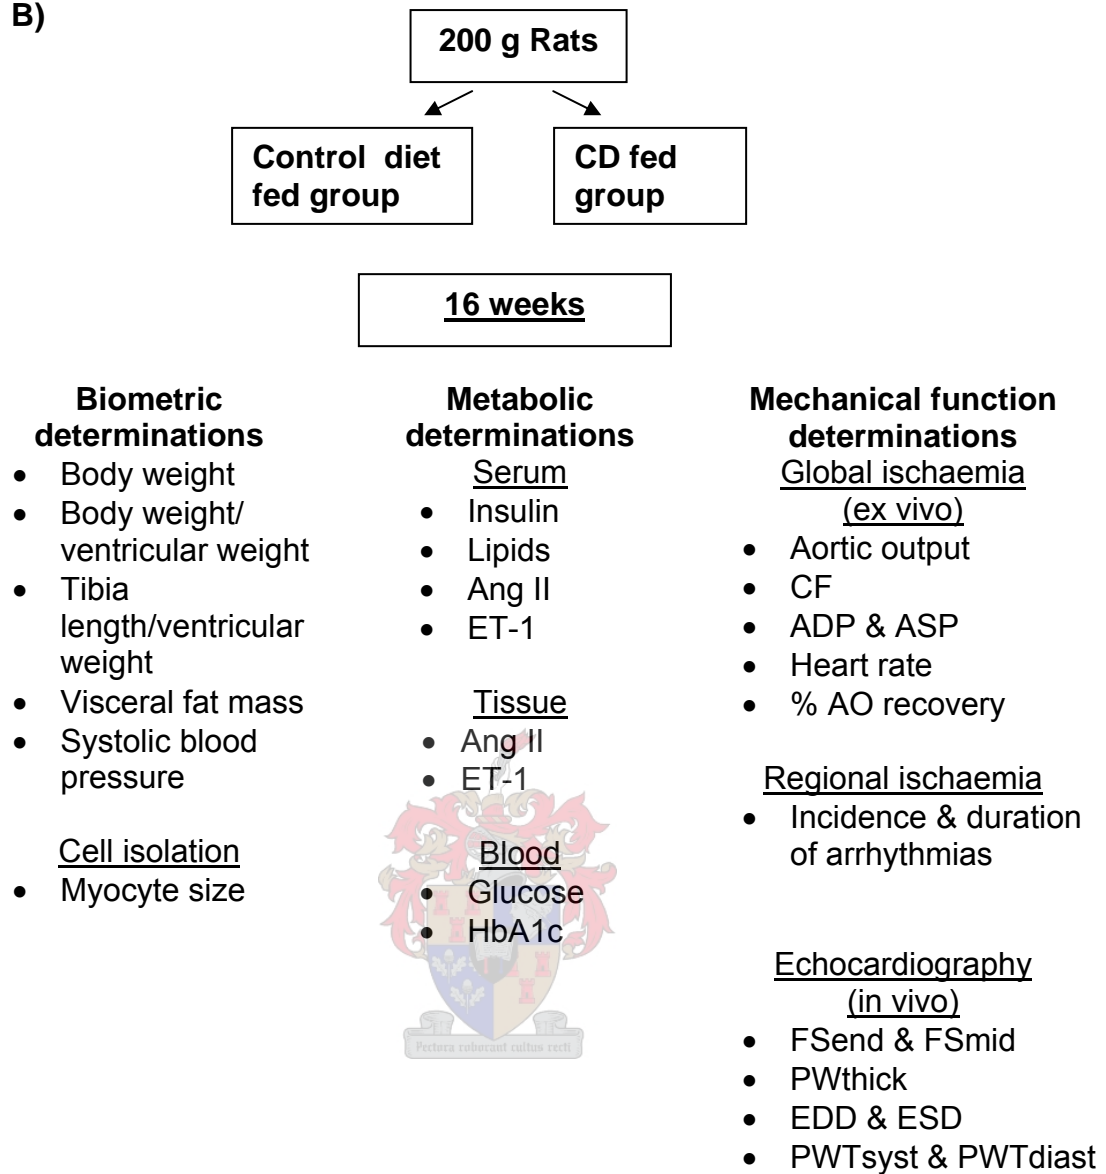 B)
200 g Rats
Control diet
fed group
CD fed
group
16 weeks
Biometric
determinations
• Body weight
• Body weight/
ventricular weight
• Tibia
length/ventricular
weight
• Visceral fat mass
• Systolic blood
pressure
Cell isolation
• Myocyte size
Metabolic
determinations
Serum
• Insulin
• Lipids
• Ang II
• ET-1
Tissue
• Ang II
• ET-1
Blood
• Glucose
• HbA1c
Pectora roborant cultus recti
Mechanical function
determinations
Global ischaemia
(ex vivo)
• Aortic output
• CF
• ADP & ASP
• Heart rate
• % AO recovery
Regional ischaemia
• Incidence & duration
of arrhythmias
Echocardiography
(in vivo)
• FSend & FSmid
• PWthick
• EDD & ESD
• PWTsyst & PWTdiast